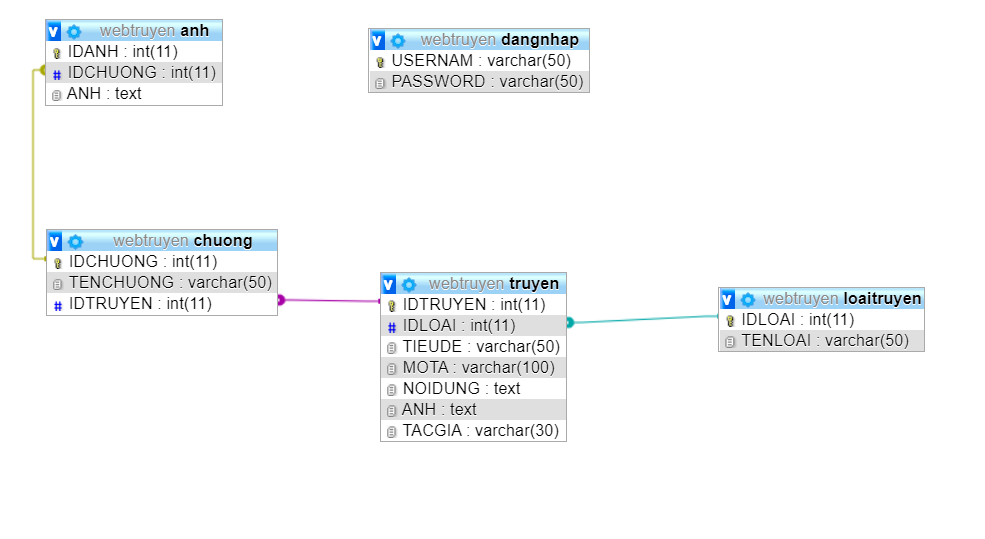 webtruyen anh
IDANH : int(11)
# IDCHUONG : int(11)
ANH : text
webtruyen dangnhap
USERNAM : varchar(50)
PASSWORD : varchar(50)
webtruyen chuong
IDCHUONG : int(11)
TENCHUONG : varchar(50)
# IDTRUYEN : int(11)
webtruyen truyen
IDTRUYEN : int(11)
# IDLOAI : int(11)
TIEUDE : varchar(50)
MOTA : varchar(100)
NOIDUNG : text
ANH : text
TACGIA : varchar(30)
webtruyen loaitruyen
IDLOAI : int(11)
TENLOAI : varchar(50)